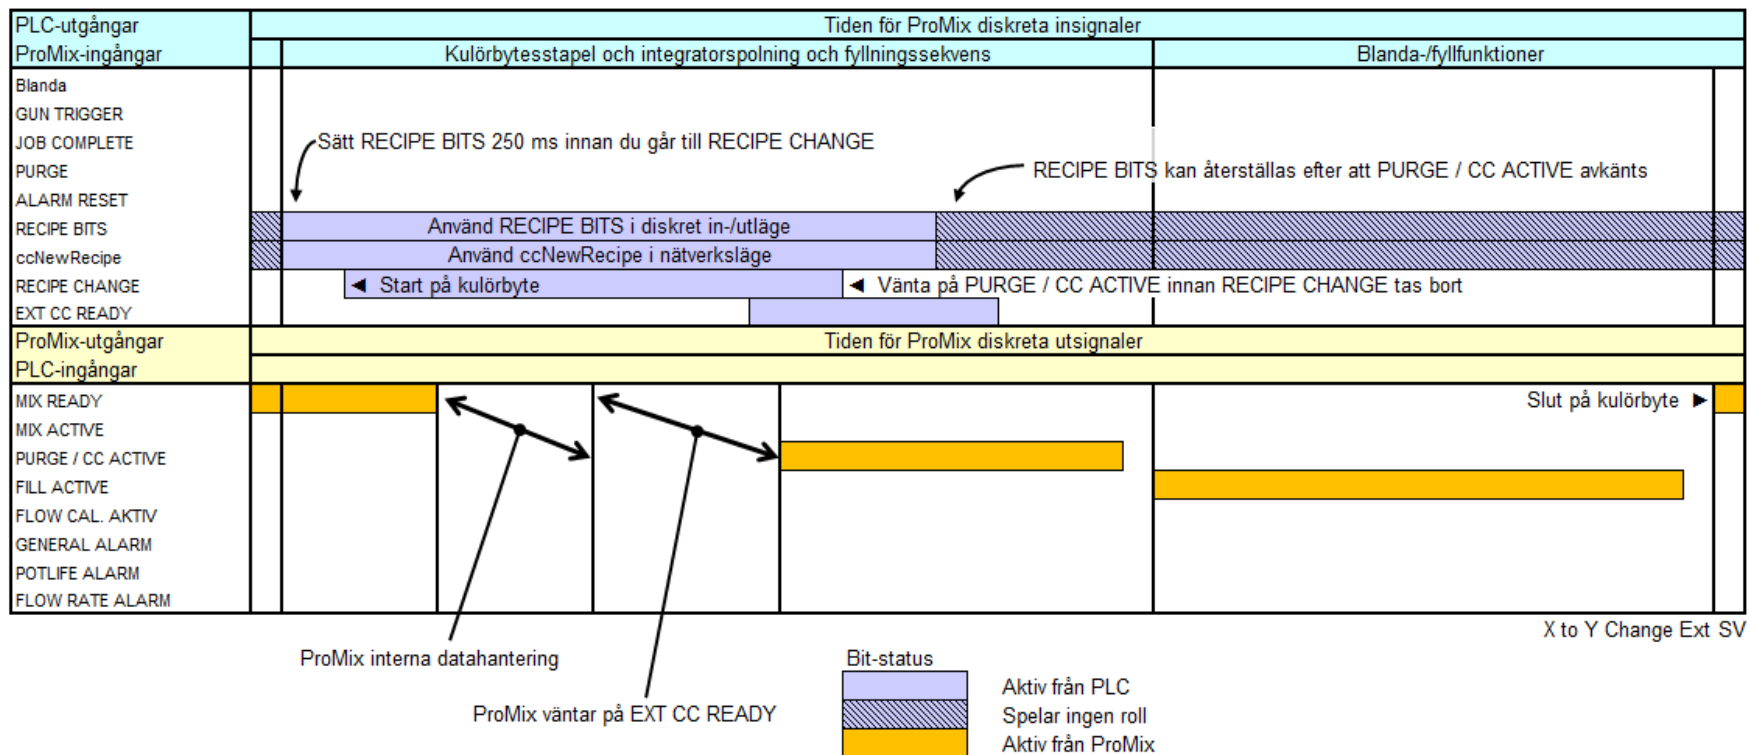 PLC-utgångar
Tiden för ProMix diskreta insignaler
ProMix-ingångar
Kulörbytesstapel och integratorspolning och fyllningssekvens
Blanda-/fyllfunktioner
Blanda
GUN TRIGGER
JOB COMPLETE
Sätt RECIPE BITS 250 ms innan du går till RECIPE CHANGE
PURGE
RECIPE BITS kan återställas efter att PURGE / CC ACTIVE avkänts
ALARM RESET
RECIPE BITS
Använd RECIPE BITS i diskret in-/utläge
ccNewRecipe
Använd ccNewRecipe i nätverksläge
RECIPE CHANGE
◄ Start på kulörbyte
◄ Vänta på PURGE / CC ACTIVE innan RECIPE CHANGE tas bort
EXT CC READY
ProMix-utgångar
Tiden för ProMix diskreta utsignaler
PLC-ingångar
MIX READY
Slut på kulörbyte ►
MIX ACTIVE
PURGE / CC ACTIVE
FILL ACTIVE
FLOW CAL. AKTIV
GENERAL ALARM
POTLIFE ALARM
FLOW RATE ALARM
X to Y Change Ext SV
ProMix interna datahantering
Bit-status
Aktiv från PLC
ProMix väntar på EXT CC READY
Spelar ingen roll
Aktiv från ProMix